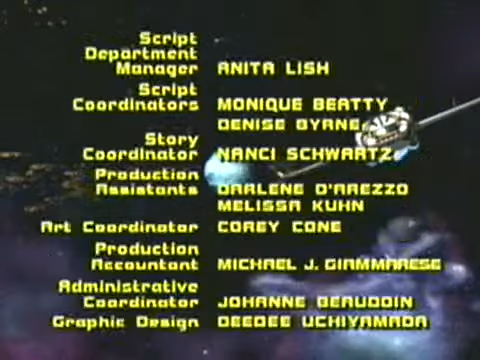 Script
Department
Manager ANITA LISH
Script
Coordinators MONIQUE BEATTY
DENISE BYRNE
Story
Coordinator NANCI SCHWARTZ
Production
Assistants DARLENE D'AREZZO
MELISSA KUHN
Art Coordinator COREY CONE
Production
Accountant MICHAEL J. GIAMMARESE
Administrative
Coordinator JOHANNE BEAUDOIN
Graphic Design DEEDEE UCHIYAMADA